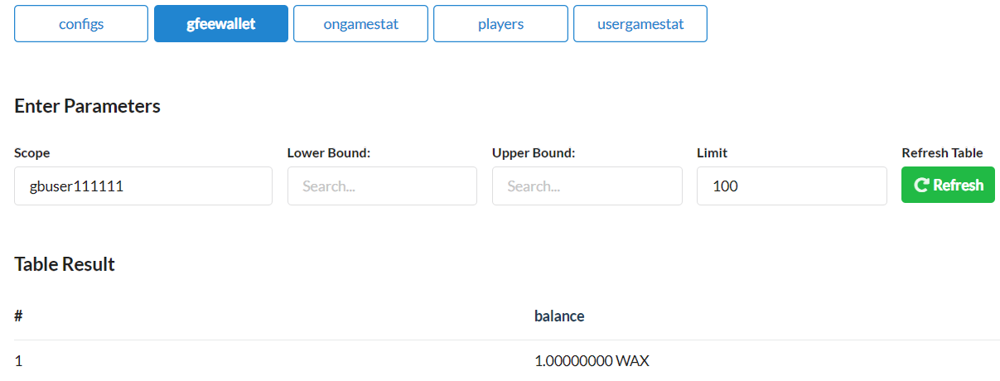 configs gfeewallet ongamestat players usergamestat
Enter Parameters
Scope Lower Bound: Upper Bound: Limit Refresh Table
gbuser111111 Search... Search... 100 Refresh
Table Result
# balance
1 1.00000000 WAX